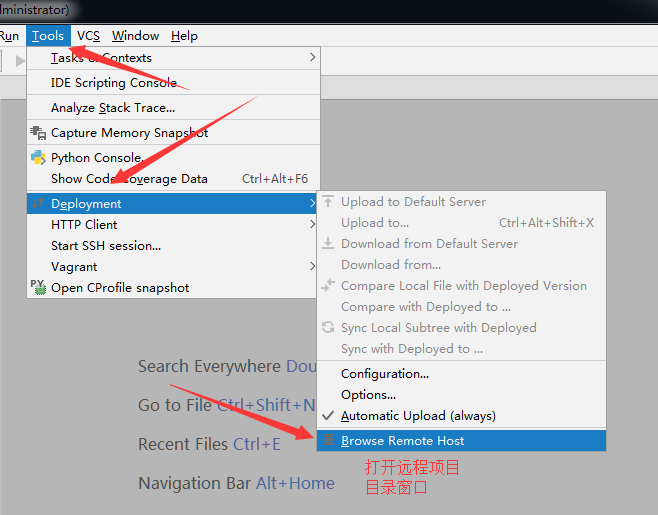 dministrator)
Run Tools VCS Window Help
Tasks & Contexts
IDE Scripting Console
Analyze Stack Trace...
Capture Memory Snapshot
Python Console...
Show Code Coverage Data Ctrl+Alt+F6
Deployment
HTTP Client
Start SSH session...
Vagrant
Open CProfile snapshot
Upload to Default Server
Upload to... Ctrl+Alt+Shift+X
Download from Default Server
Download from...
Compare Local File with Deployed Version
Compare with Deployed to ...
Sync Local Subtree with Deployed
Sync with Deployed to ...
Configuration...
Options...
Automatic Upload (always)
Browse Remote Host
Search Everywhere Dou
Go to File Ctrl+Shift+N
Recent Files Ctrl+E
Navigation Bar Alt+Home
打开远程项目
目录窗口